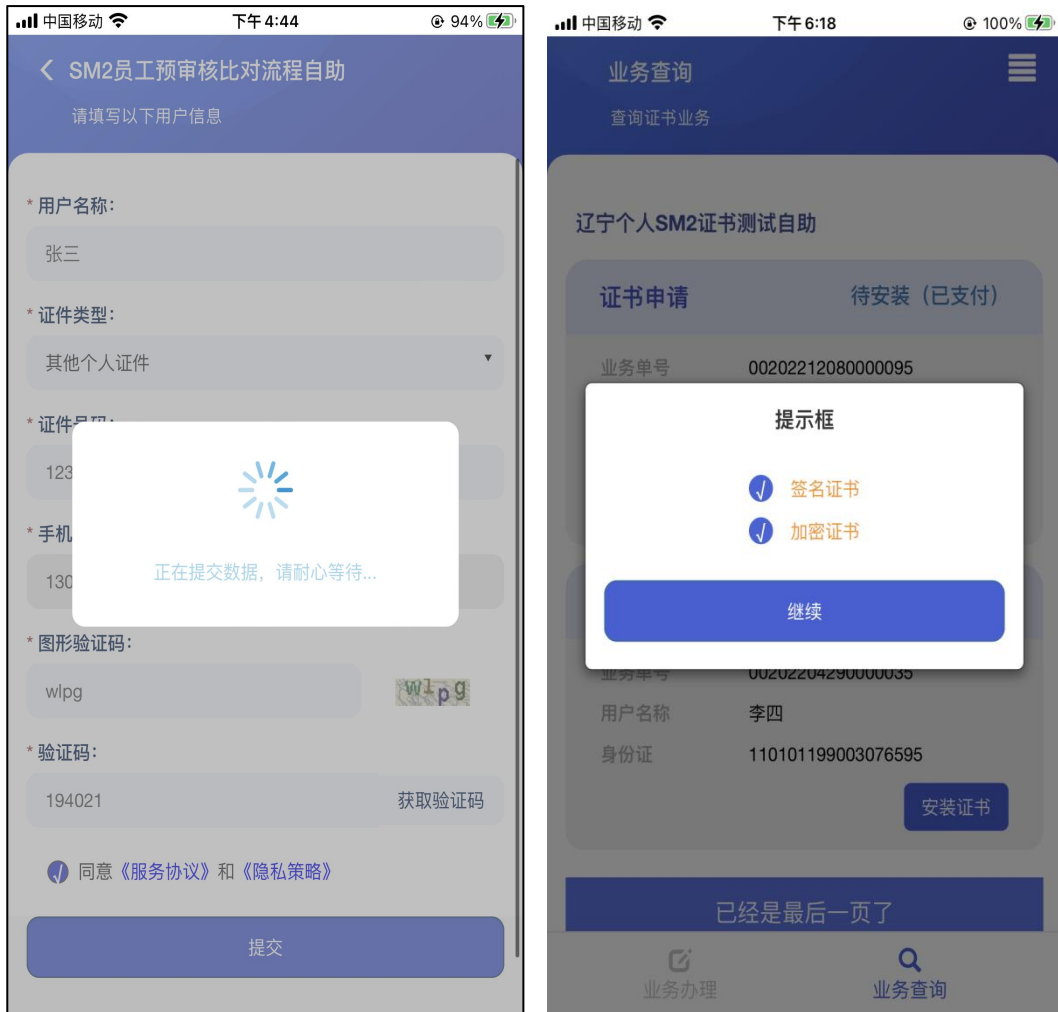 中国移动 下午4:44 94%
SM2员工预审核比对流程自助
请填写以下用户信息
* 用户名称：
张三
* 证件类型：
其他个人证件
* 证件号码：
123
* 手机
130
正在提交数据，请耐心等待...
* 图形验证码：
wlpg
wlpg
* 验证码：
194021 获取验证码
同意《服务协议》和《隐私策略》
提交
中国移动 下午6:18 100%
业务查询
查询证书业务
辽宁个人SM2证书测试自助
证书申请 待安装（已支付）
业务单号 00202212080000095
提示框
签名证书
加密证书
继续
业务单号 00202204290000035
用户名称 李四
身份证 110101199003076595
安装证书
已经是最后一页了
业务办理 业务查询